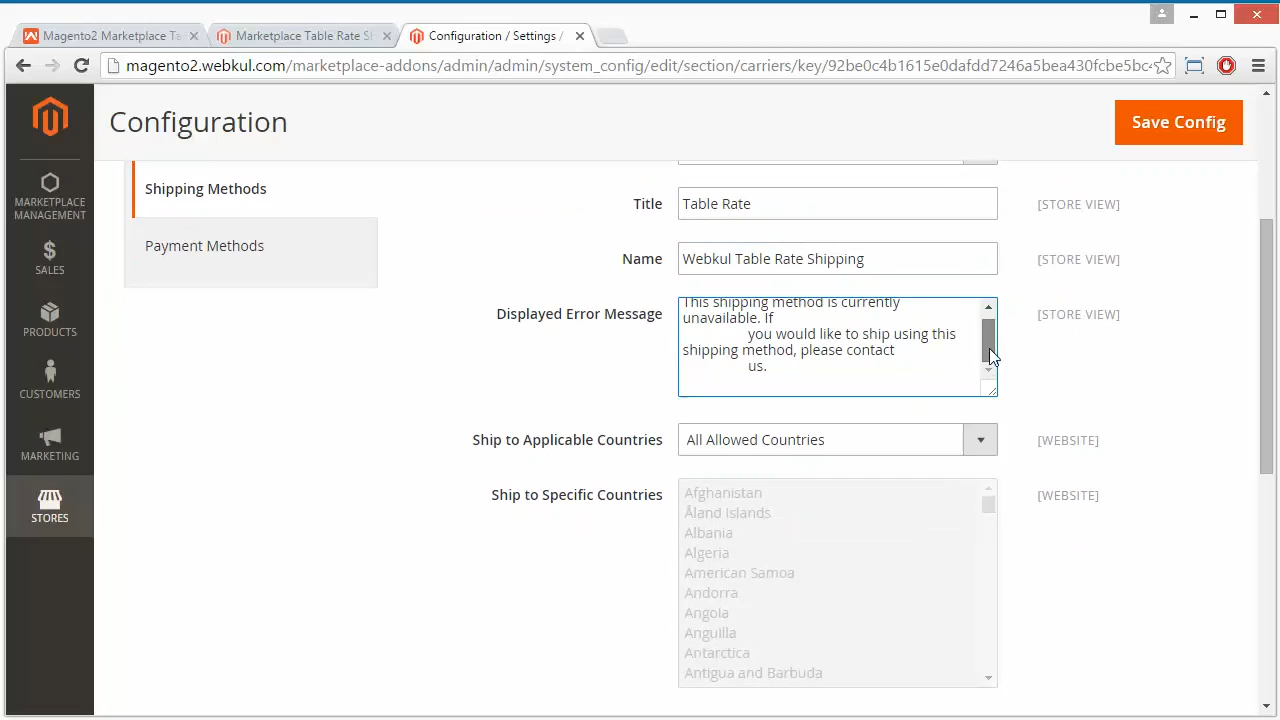 Magento2 Marketplace Ta
Marketplace Table Rate Sh
Configuration / Settings /
magento2.webkul.com/marketplace-addons/admin/admin/system_config/edit/section/carriers/key/92be0c4b1615e0dafdd7246a5bea430fcbe5bc4
Configuration
Save Config
MARKETPLACE
MANAGEMENT
SALES
PRODUCTS
CUSTOMERS
MARKETING
STORES
Shipping Methods
Payment Methods
Title
Table Rate
[STORE VIEW]
Name
Webkul Table Rate Shipping
[STORE VIEW]
Displayed Error Message
This shipping method is currently
unavailable. If
you would like to ship using this
shipping method, please contact
us.
[STORE VIEW]
Ship to Applicable Countries
All Allowed Countries
[WEBSITE]
Ship to Specific Countries
[WEBSITE]
Afghanistan
Åland Islands
Albania
Algeria
American Samoa
Andorra
Angola
Anguilla
Antarctica
Antigua and Barbuda